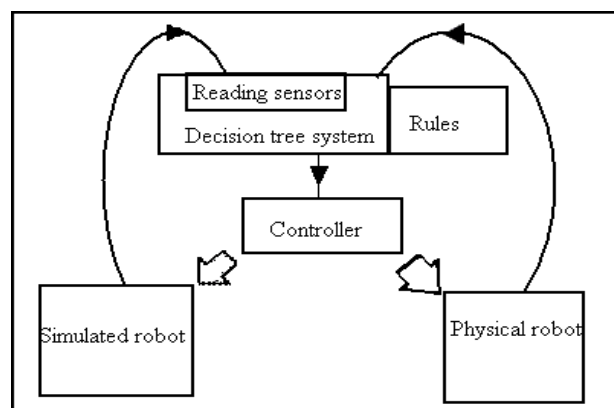 Reading sensors
Decision tree system
Rules
Controller
Simulated robot
Physical robot